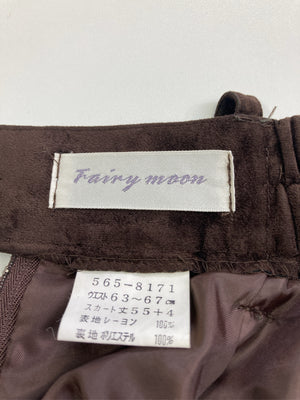 Fairy moon
565-8171
ウエスト63~67cm
スカート丈55+4
表地レーヨン 100%
裏地ポリエステル 100%